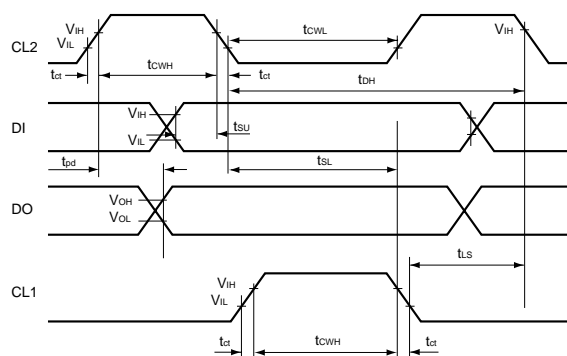 CL2
VIH
VIL
tct
tCWH
tct
tCWL
tDH
VIH
DI
VIH
VIL
tSU
tpd
tSL
DO
VOH
VOL
CL1
VIH
VIL
tct
tCWH
tct
tLS